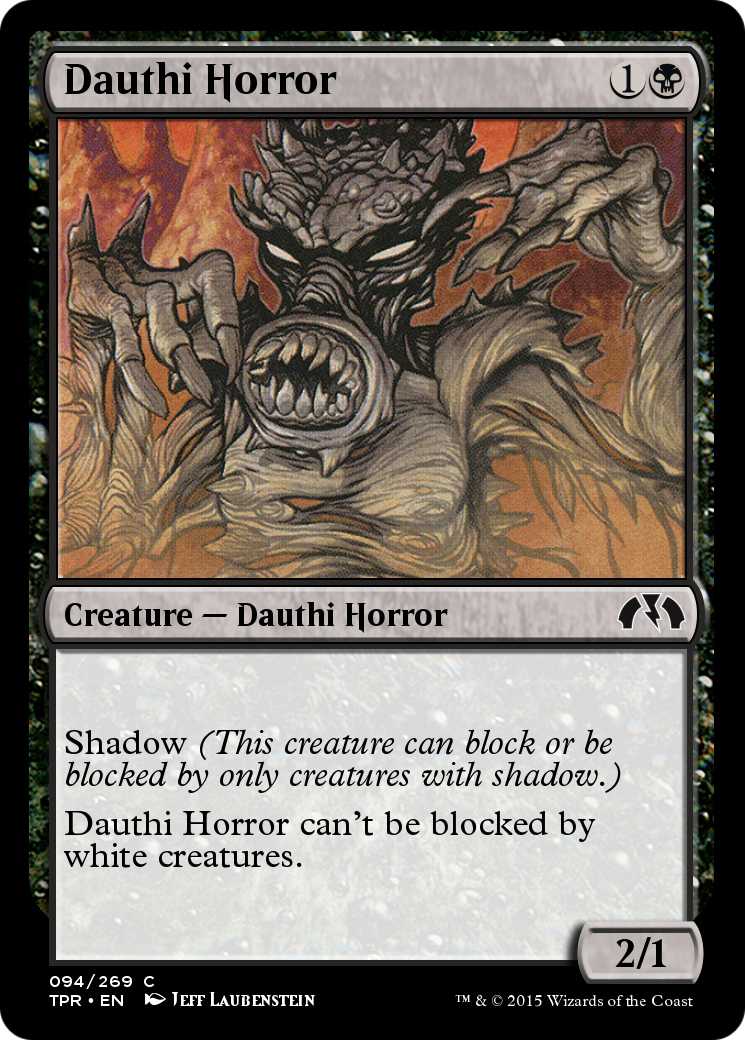 Dauthi Horror 1
Creature — Dauthi Horror
Shadow (This creature can block or be
blocked by only creatures with shadow.)
Dauthi Horror can't be blocked by
white creatures.
2/1
094/269 C
TPR • EN Jeff Laubenstein
™ & © 2015 Wizards of the Coast